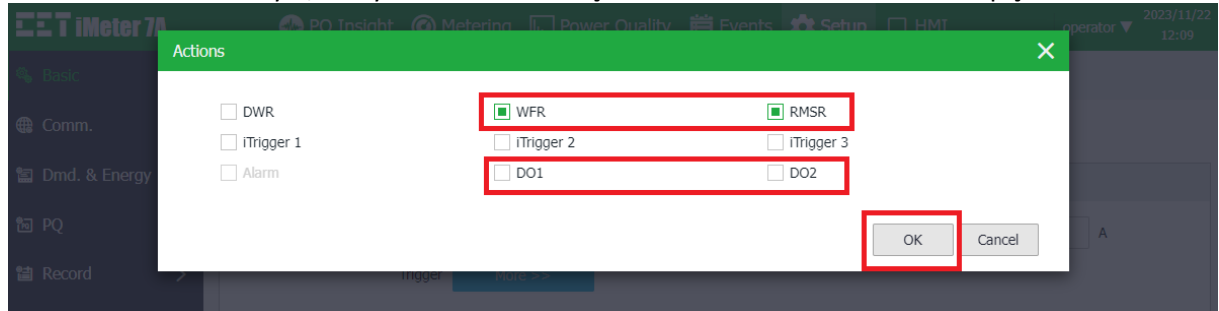 CET iMeter 7A PQ Insight Metering Power Quality Events Setup HMI operator ▼ 2023/11/22
12:09
Actions
Basic
DWR WFR RMSR
Comm.
iTrigger 1 iTrigger 2 iTrigger 3
Dmd. & Energy Alarm DO1 DO2
PQ OK Cancel A
Record > Trigger More >>